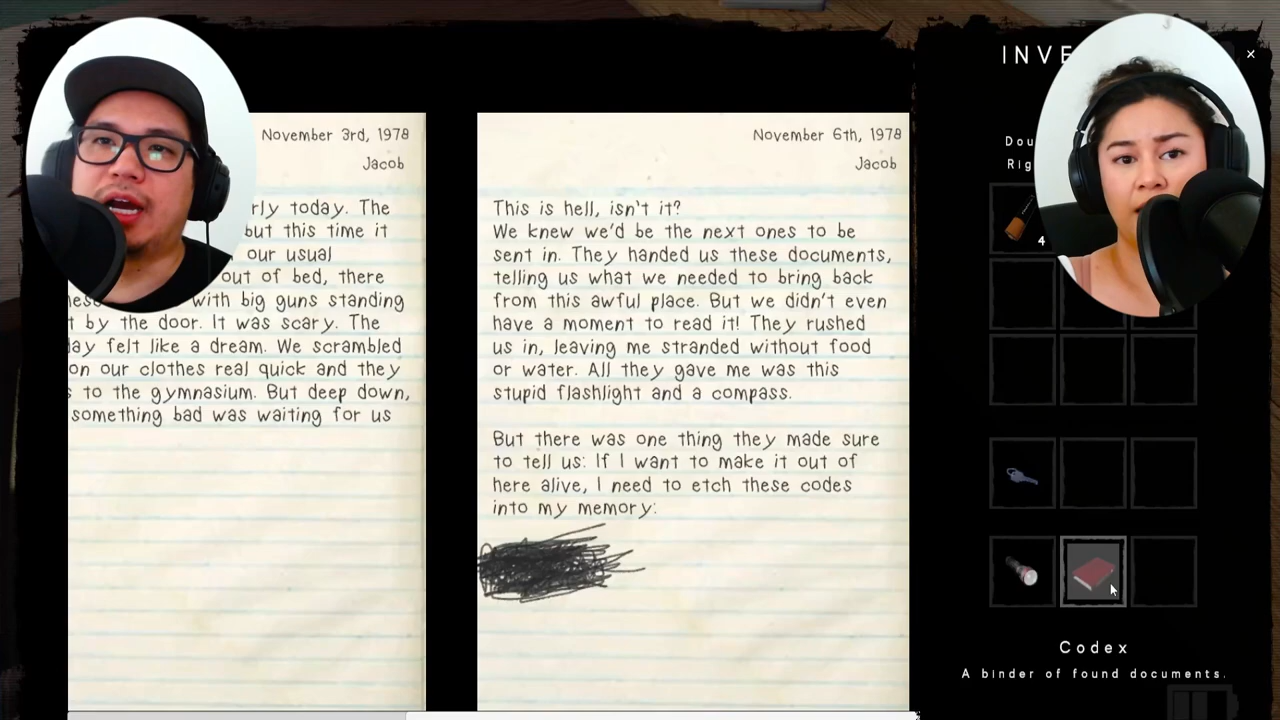 November 3rd, 1978
Jacob
rly today. The
but this time it
our usual
out of bed, there
with big guns standing
t by the door. It was scary. The
lay felt like a dream. We scrambled
on our clothes real quick and they
s to the gymnasium. But deep down,
something bad was waiting for us
November 6th, 1978
Jacob
This is hell, isn't it?
We knew we'd be the next ones to be
sent in. They handed us these documents,
telling us what we needed to bring back
from this awful place. But we didn't even
have a moment to read it! They rushed
us in, leaving me stranded without food
or water. All they gave me was this
stupid flashlight and a compass.
But there was one thing they made sure
to tell us: If I want to make it out of
here alive, I need to etch these codes
into my memory:
INVE
Dou
Rig
4
Codex
A binder of found documents.